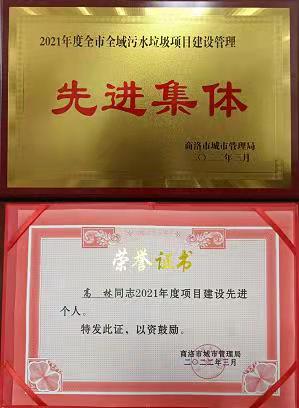 2021年度全市全域污水垃圾项目建设管理
先进集体
商洛市城市管理局
二〇二二年三月
荣誉证书
高 林同志2021年度项目建设先进
个人。
特发此证，以资鼓励。
商洛市城市管理局
二〇二二年三月